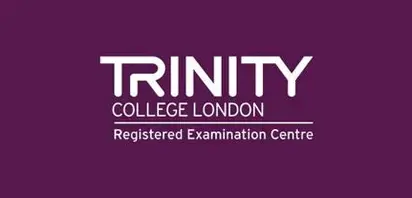 TRINITY
COLLEGE LONDON
Registered Examination Centre